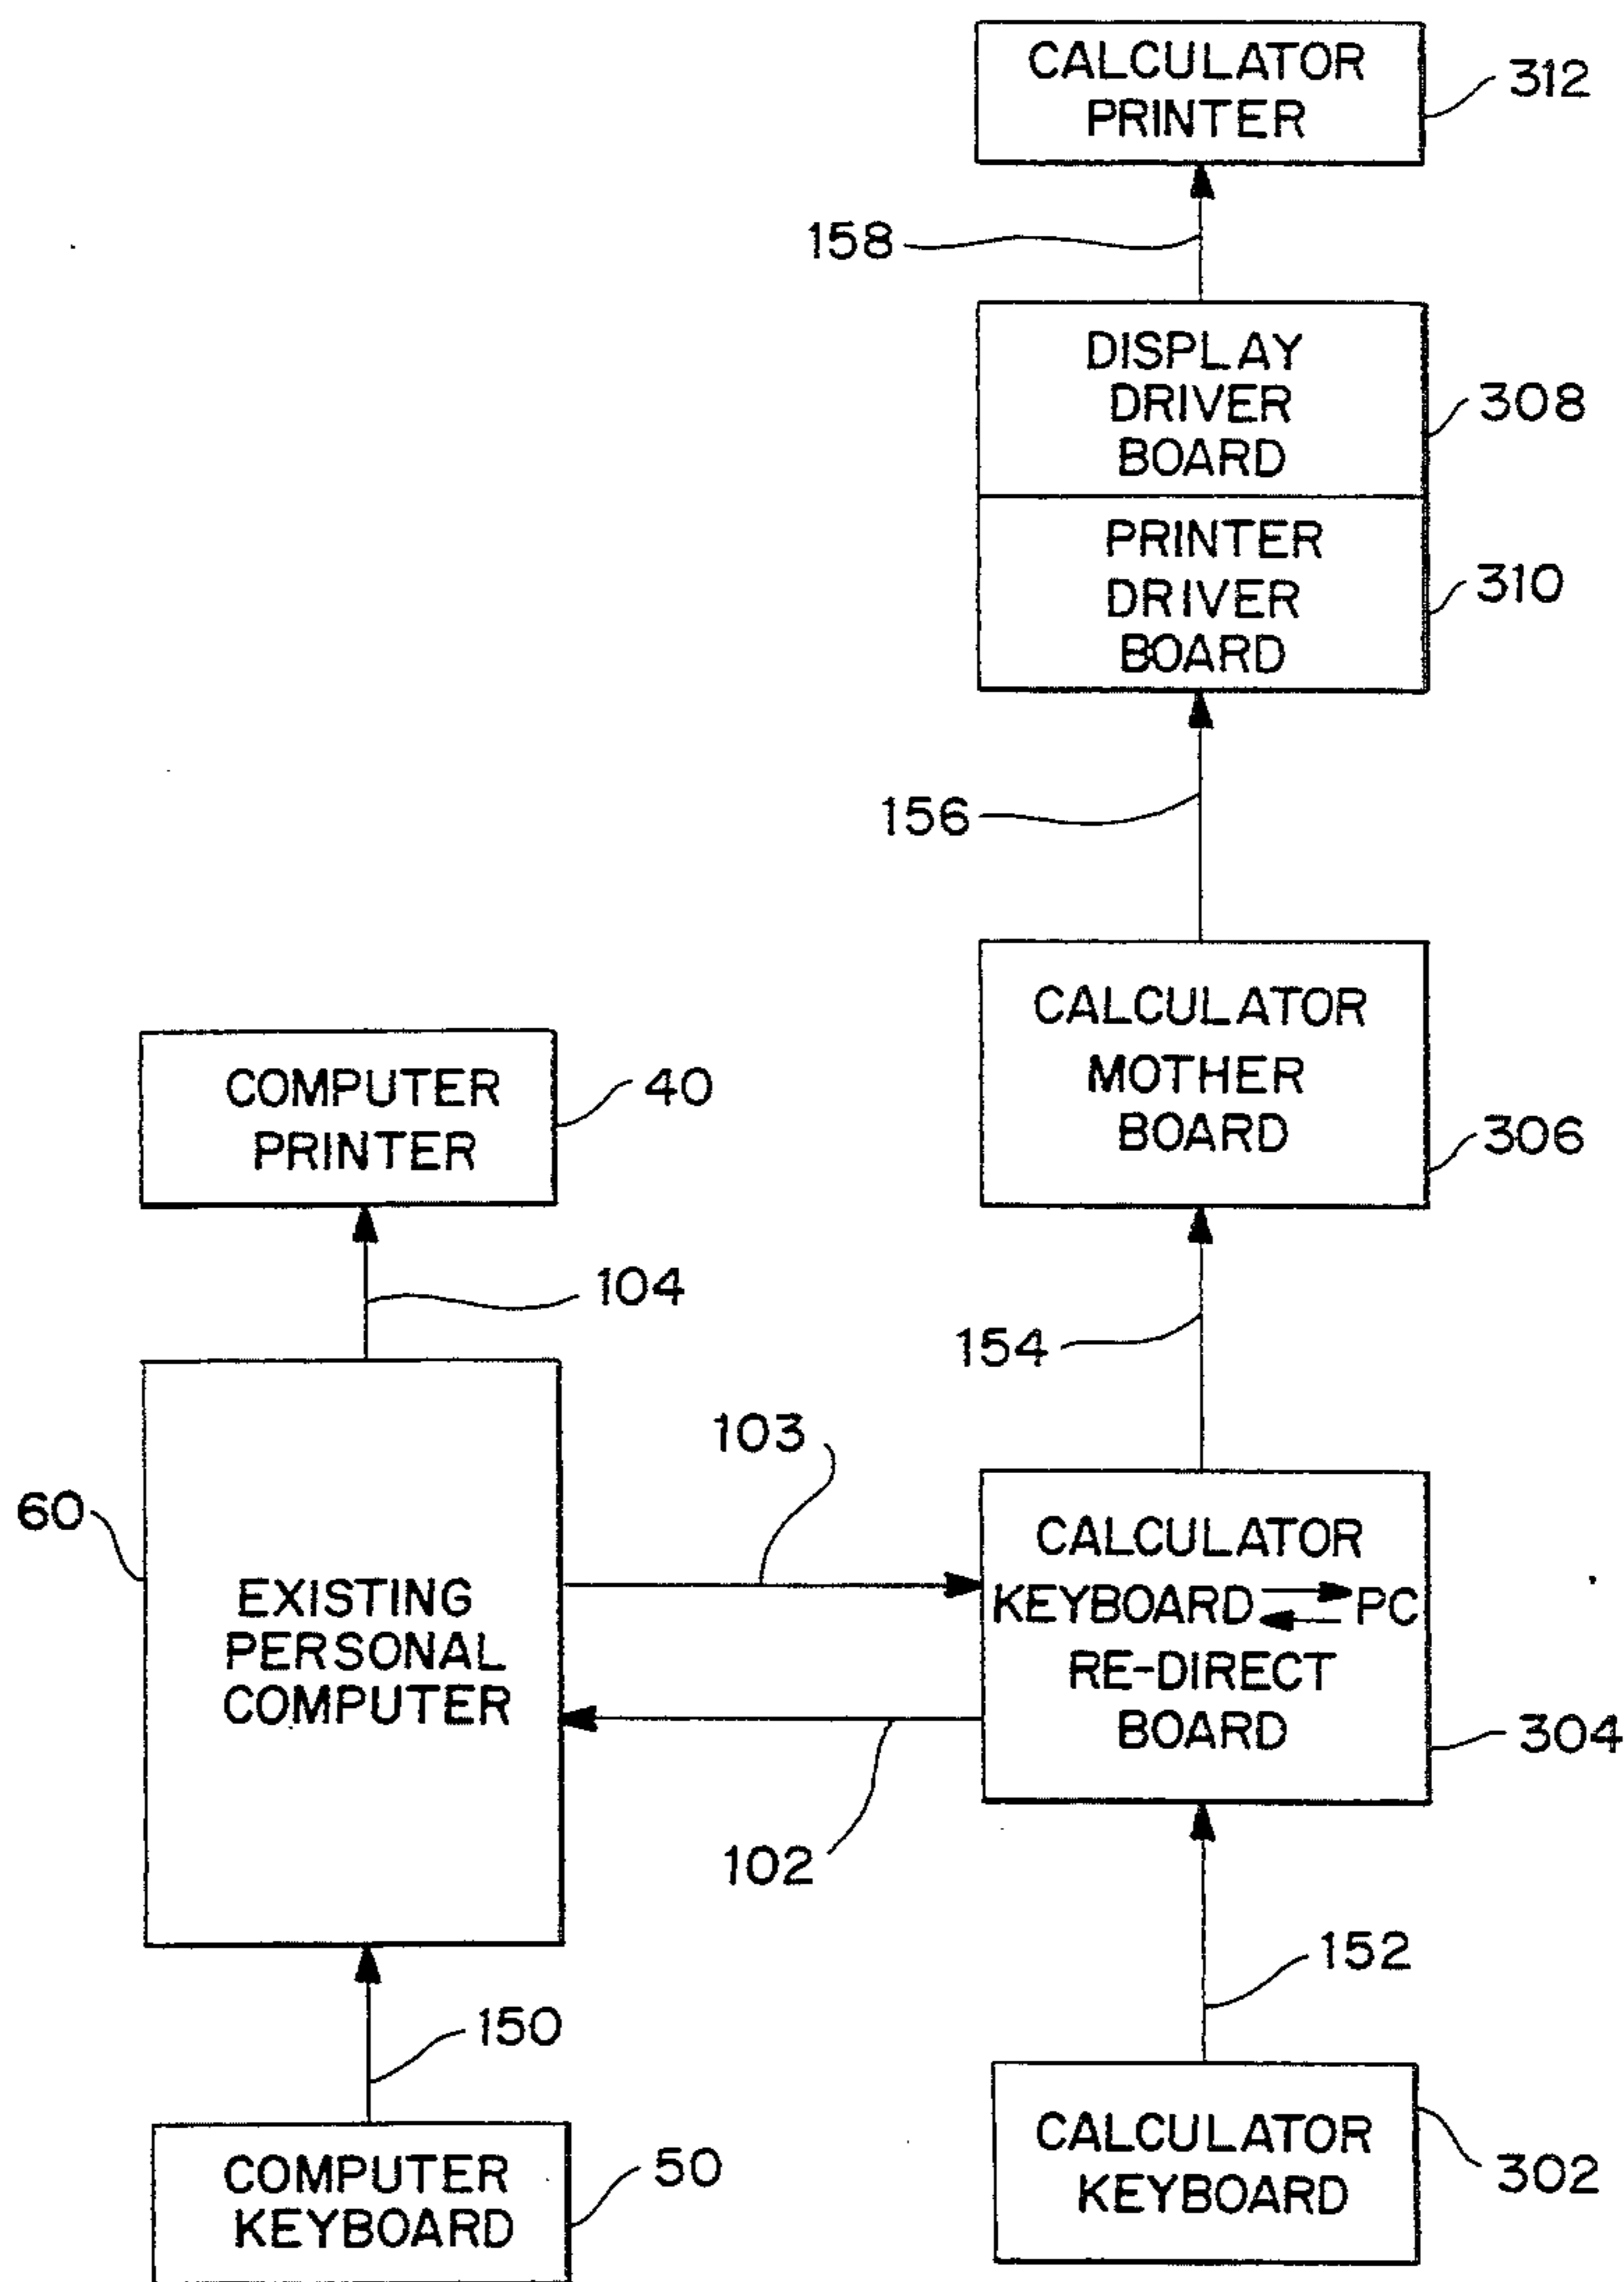 CALCULATOR
PRINTER
312
158
DISPLAY
DRIVER
BOARD
308
PRINTER
DRIVER
BOARD
310
156
CALCULATOR
MOTHER
BOARD
306
COMPUTER
PRINTER
40
104
154
103
60
EXISTING
PERSONAL
COMPUTER
CALCULATOR
KEYBOARD PC
RE-DIRECT
BOARD
304
102
152
150
COMPUTER
KEYBOARD
50
CALCULATOR
KEYBOARD
302